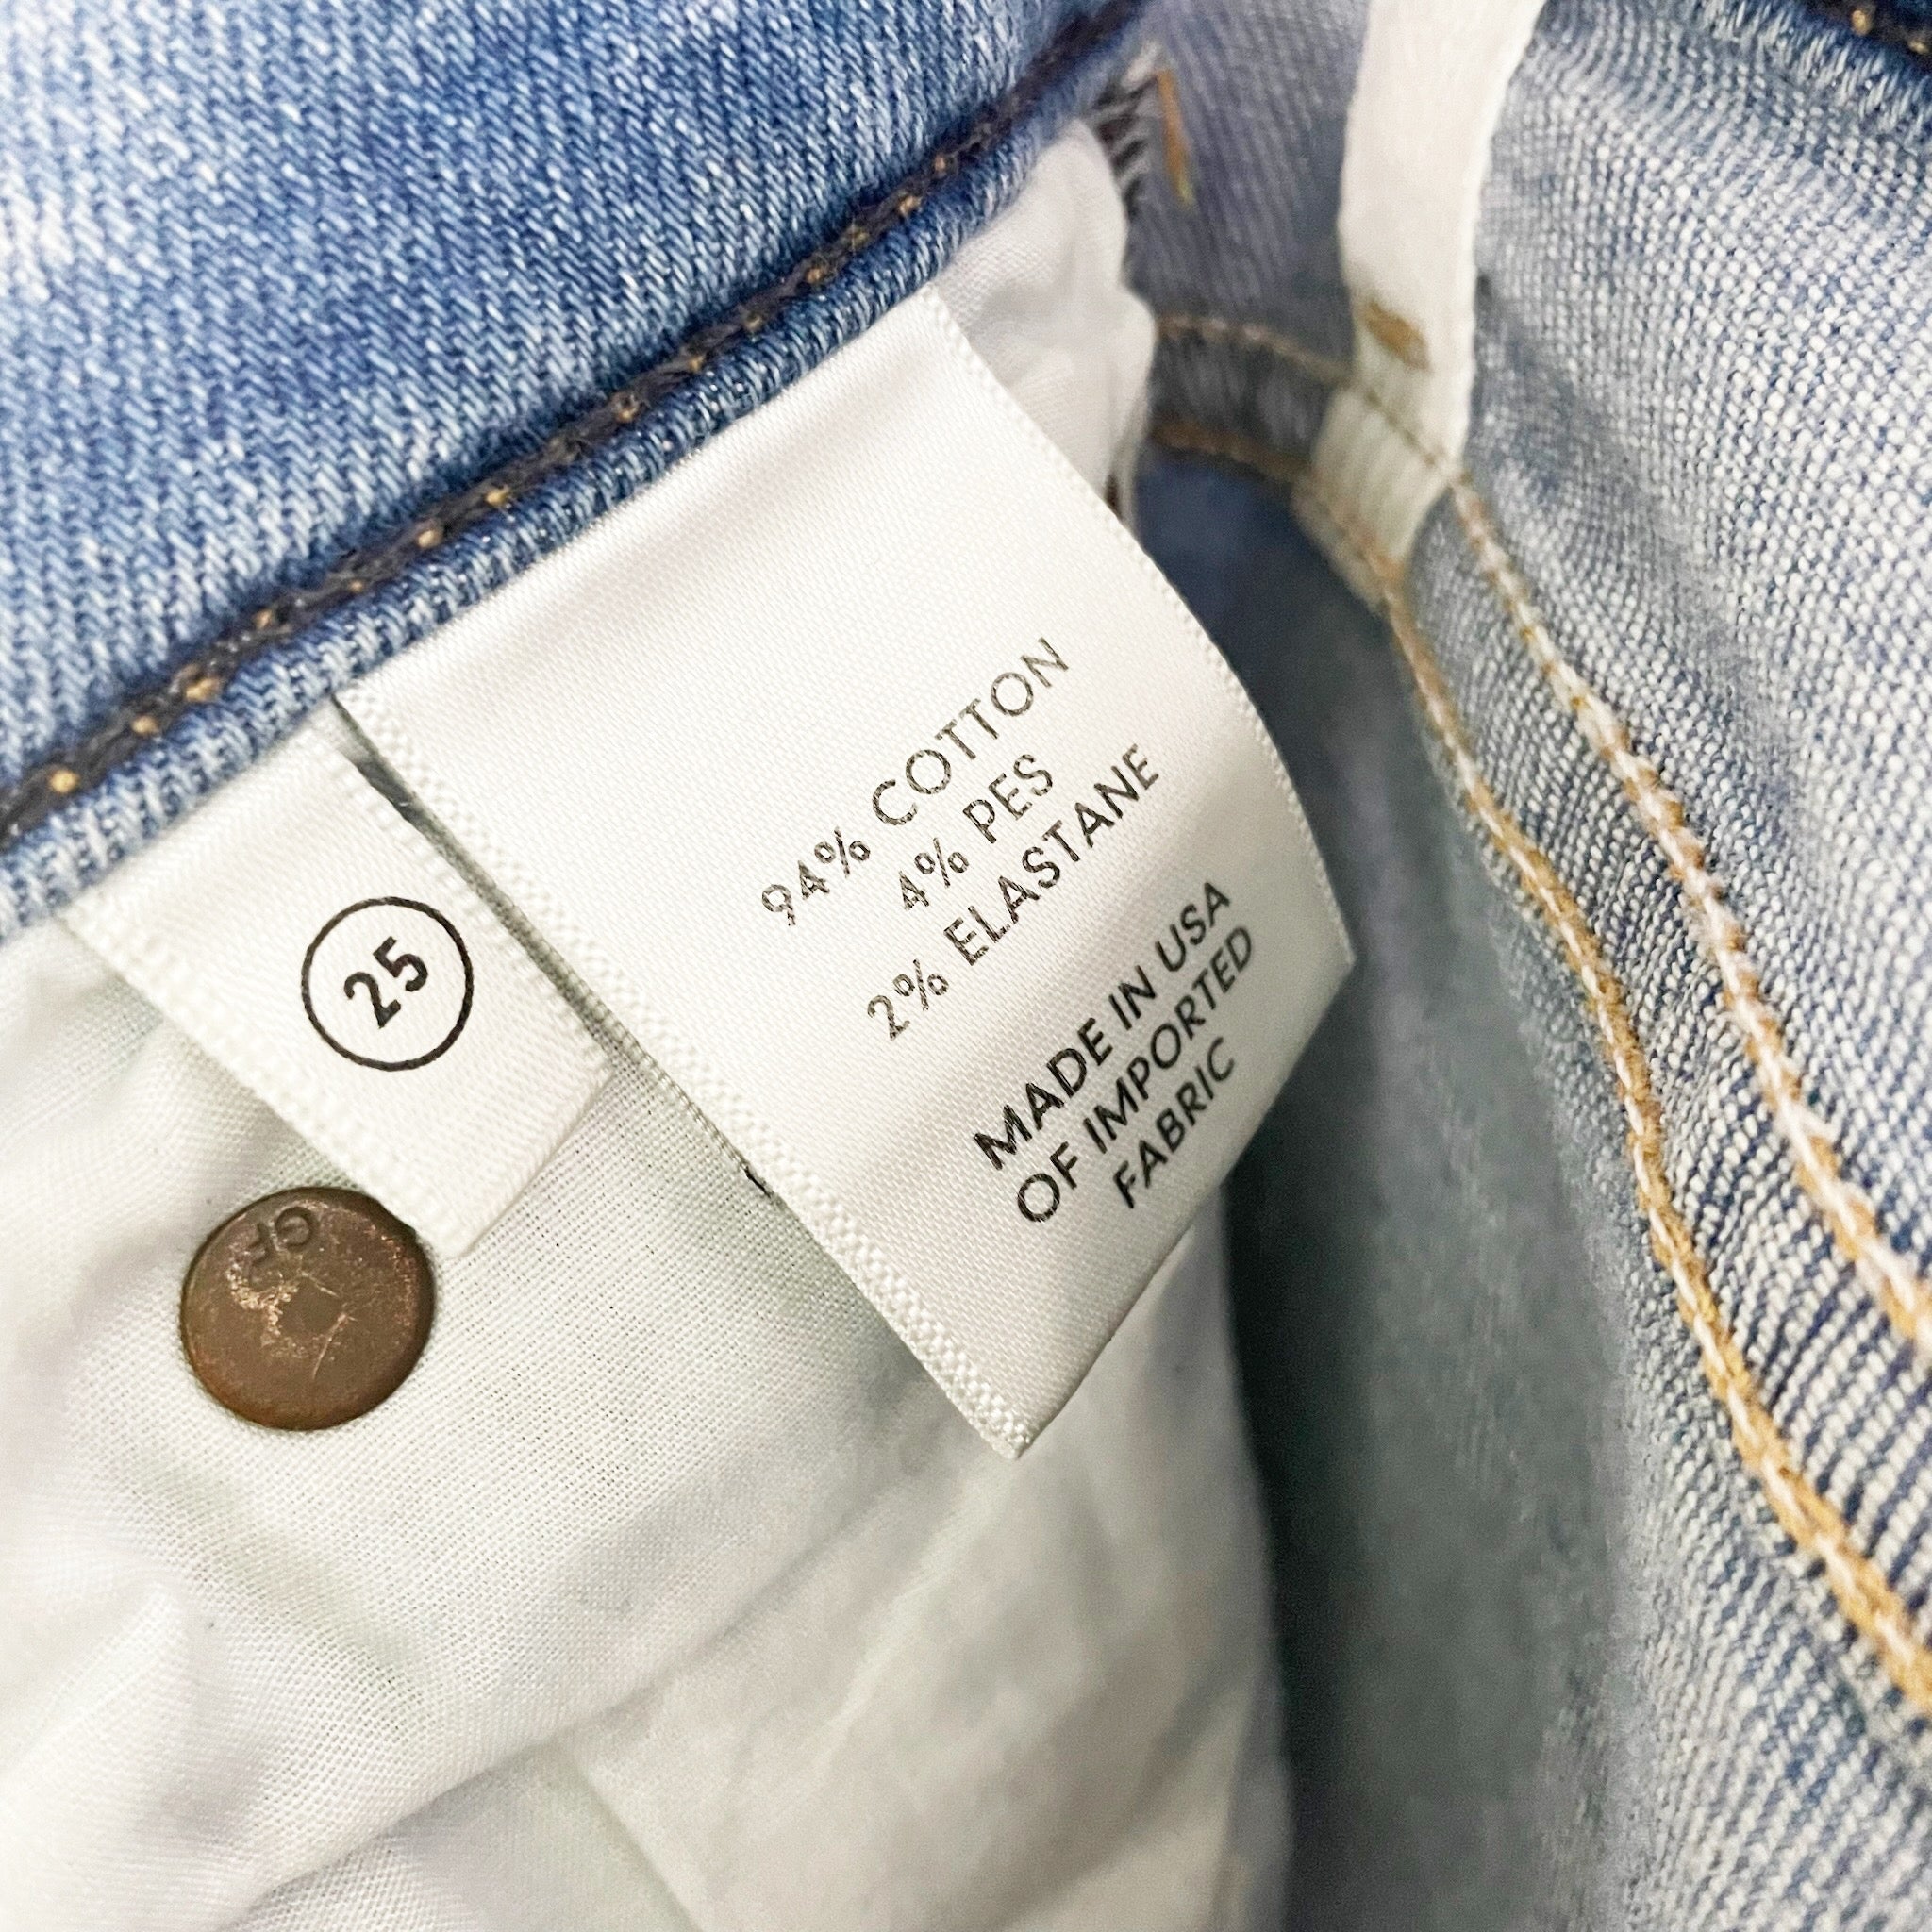 25
94% COTTON
4% PES
2% ELASTANE
MADE IN USA
OF IMPORTED
FABRIC